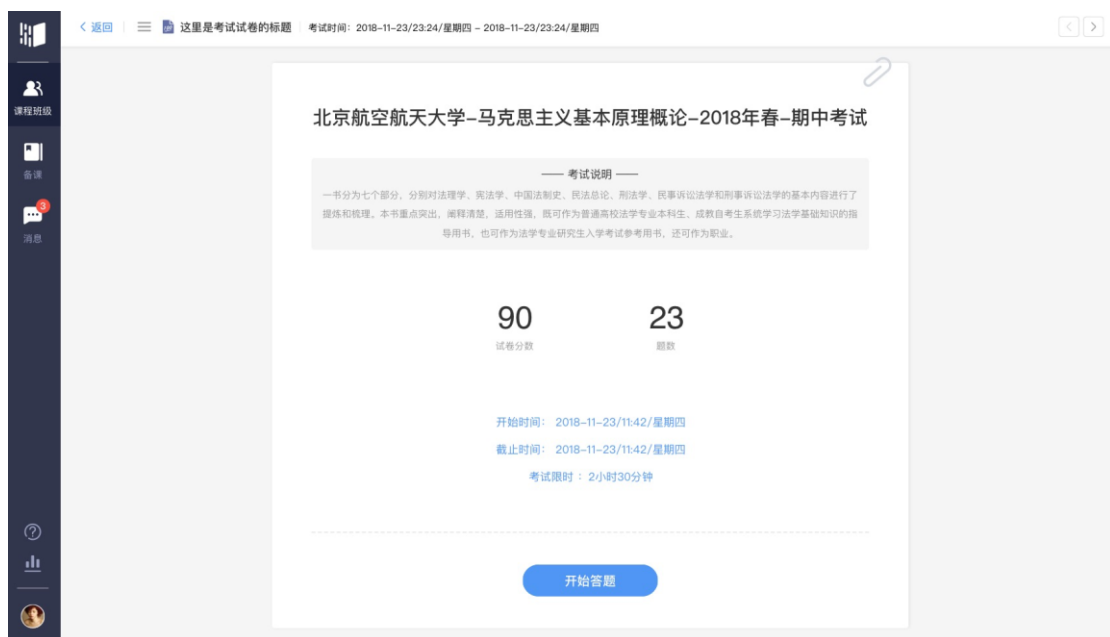 返回
这里是考试试卷的标题
考试时间：2018-11-23/23:24/星期四 - 2018-11-23/23:24/星期四
课程班级
备课
3
消息
北京航空航天大学-马克思主义基本原理概论-2018年春-期中考试
—— 考试说明 ——
一书分为七个部分，分别对法理学、宪法学、中国法制史、民法总论、刑法学、民事诉讼法学和刑事诉讼法学的基本内容进行了
提炼和梳理。本书重点突出，阐释清楚，适用性强，既可作为普通高校法学专业本科生、成教自考生系统学习法学基础知识的指
导用书，也可作为法学专业研究生入学考试参考用书，还可作为职业。
90
试卷分数
23
题数
开始时间： 2018-11-23/11:42/星期四
截止时间： 2018-11-23/11:42/星期四
考试限时 ：2小时30分钟
开始答题